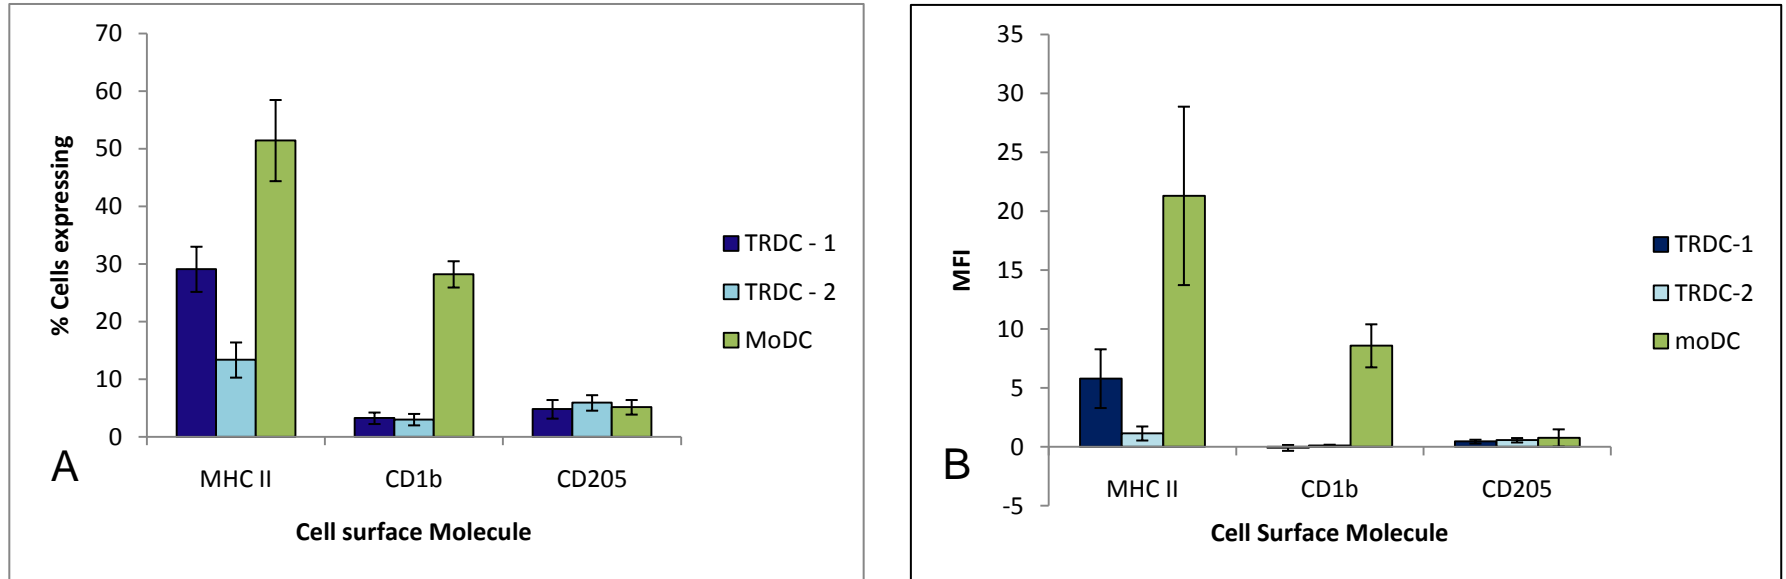 70
60
50
40
30
20
10
0
% Cells expressing
MHC II CD1b CD205
Cell surface Molecule
TRDC - 1
TRDC - 2
MoDC
A
35
30
25
20
15
10
5
0
-5
MFI
MHC II CD1b CD205
Cell Surface Molecule
TRDC-1
TRDC-2
moDC
B